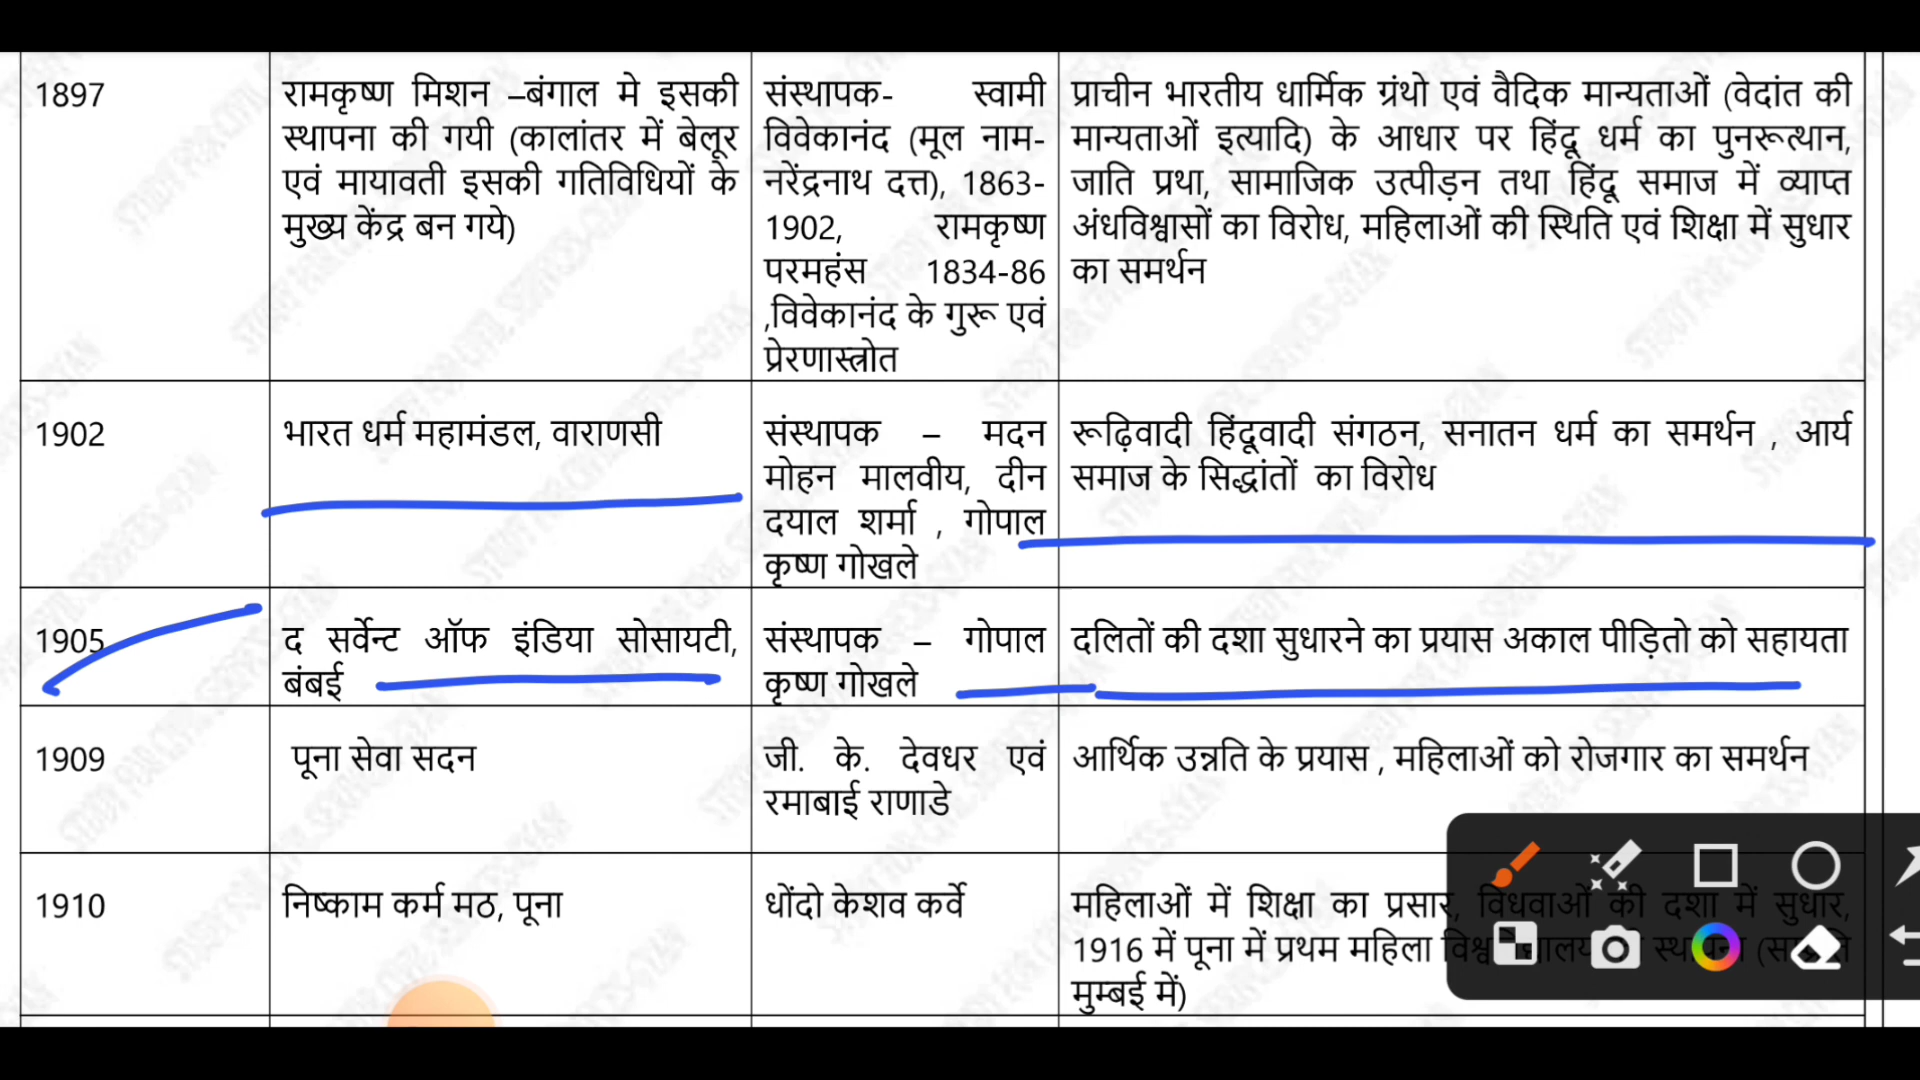 1897
रामकृष्ण मिशन –बंगाल मे इसकी
स्थापना की गयी (कालांतर में बेलूर
एवं मायावती इसकी गतिविधियों के
मुख्य केंद्र बन गये)
संस्थापक- स्वामी
विवेकानंद (मूल नाम-
नरेंद्रनाथ दत्त), 1863-
1902, रामकृष्ण
परमहंस 1834-86
,विवेकानंद के गुरू एवं
प्रेरणास्त्रोत
प्राचीन भारतीय धार्मिक ग्रंथो एवं वैदिक मान्यताओं (वेदांत की
मान्यताओं इत्यादि) के आधार पर हिंदू धर्म का पुनरूत्थान,
जाति प्रथा, सामाजिक उत्पीड़न तथा हिंदू समाज में व्याप्त
अंधविश्वासों का विरोध, महिलाओं की स्थिति एवं शिक्षा में सुधार
का समर्थन
1902
भारत धर्म महामंडल, वाराणसी
संस्थापक – मदन
मोहन मालवीय, दीन
दयाल शर्मा , गोपाल
कृष्ण गोखले
रूढ़िवादी हिंदूवादी संगठन, सनातन धर्म का समर्थन , आर्य
समाज के सिद्धांतों का विरोध
1905
द सर्वेन्ट ऑफ इंडिया सोसायटी,
बंबई
संस्थापक – गोपाल
कृष्ण गोखले
दलितों की दशा सुधारने का प्रयास अकाल पीड़ितो को सहायता
1909
पूना सेवा सदन
जी. के. देवधर एवं
रमाबाई राणाडे
आर्थिक उन्नति के प्रयास , महिलाओं को रोजगार का समर्थन
1910
निष्काम कर्म मठ, पूना
धोंदो केशव कर्वे
महिलाओं में शिक्षा का प्रसार, विधवाओं की दशा में सुधार,
1916 में पूना में प्रथम महिला
मुम्बई में)